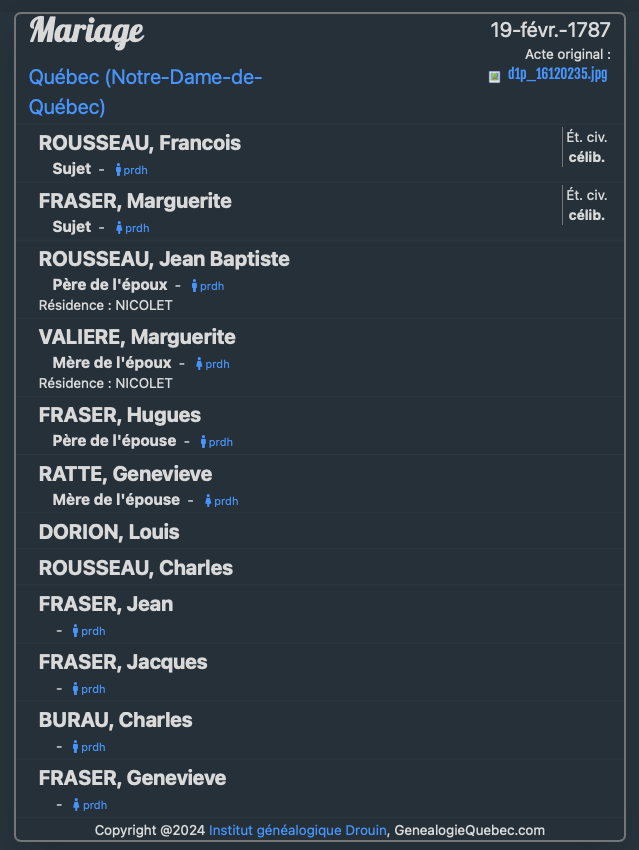 Mariage
19-févr.-1787
Acte original :
d1p_16120235.jpg
Québec (Notre-Dame-de-
Québec)
ROUSSEAU, Francois
Ét. civ.
célib.
Sujet - prdh
FRASER, Marguerite
Ét. civ.
célib.
Sujet - prdh
ROUSSEAU, Jean Baptiste
Père de l'époux - prdh
Résidence : NICOLET
VALIERE, Marguerite
Mère de l'époux - prdh
Résidence : NICOLET
FRASER, Hugues
Père de l'épouse - prdh
RATTE, Genevieve
Mère de l'épouse - prdh
DORION, Louis
ROUSSEAU, Charles
FRASER, Jean
- prdh
FRASER, Jacques
- prdh
BURAU, Charles
- prdh
FRASER, Genevieve
- prdh
Copyright @2024 Institut généalogique Drouin, GenealogieQuebec.com